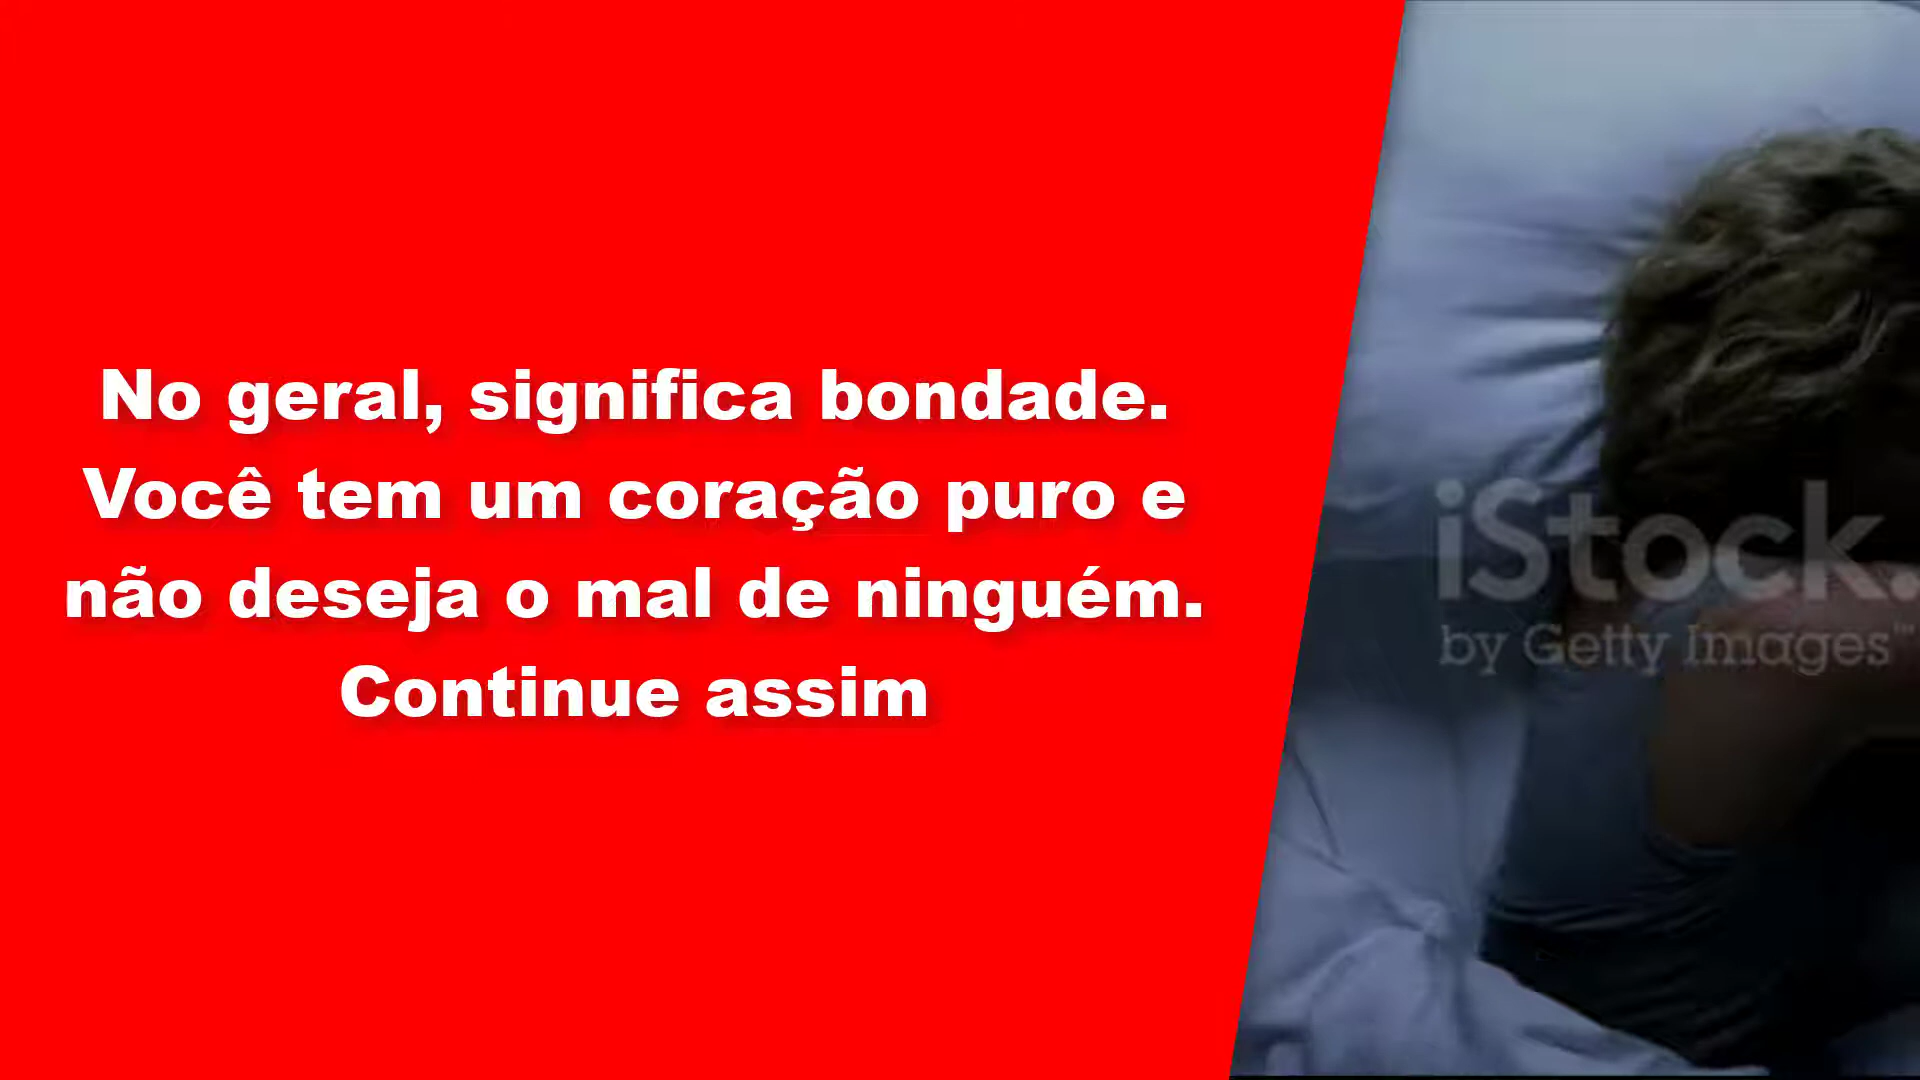 No geral, significa bondade.
Você tem um coração puro e
não deseja o mal de ninguém.
Continue assim
iStock.
by Getty Images™